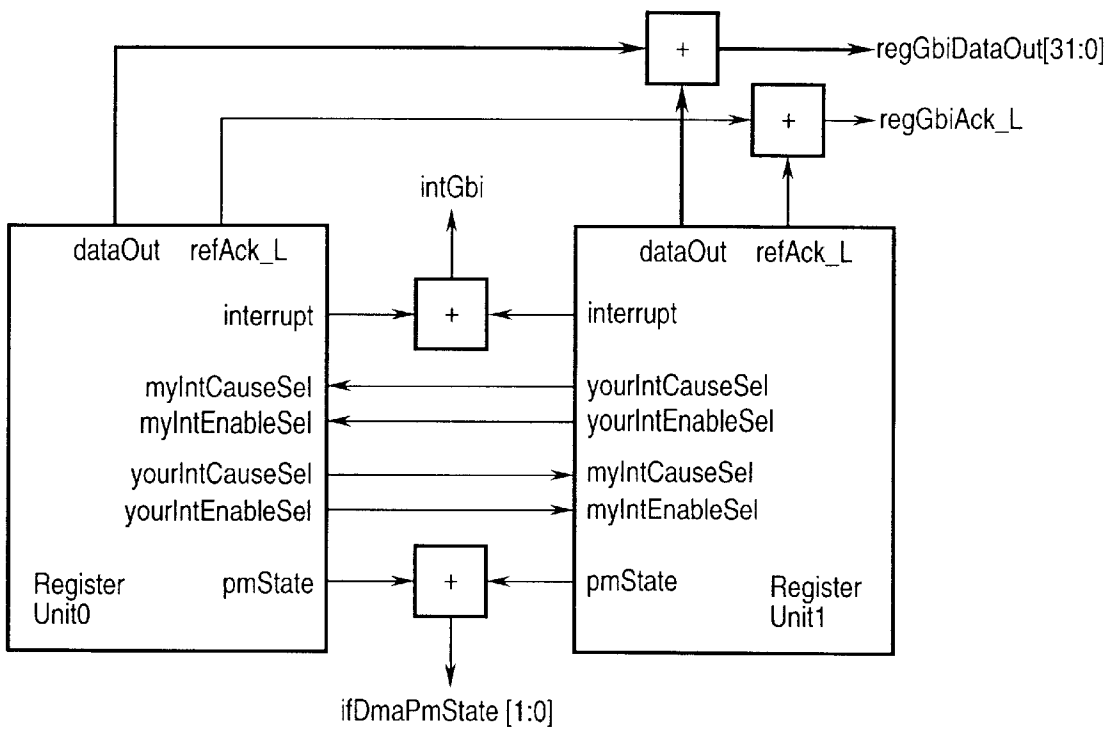 +
regGbiDataOut[31:0]
+
regGbiAck_L
intGbi
dataOut refAck_L
dataOut refAck_L
interrupt
+
interrupt
myIntCauseSel
yourIntCauseSel
myIntEnableSel
yourIntEnableSel
yourIntCauseSel
myIntCauseSel
yourIntEnableSel
myIntEnableSel
pmState
+
pmState
Register
Unit0
Register
Unit1
ifDmaPmState [1:0]